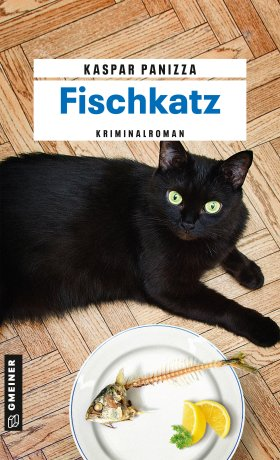 KASPAR PANIZZA
Fischkatz
KRIMINALROMAN
GMEINER